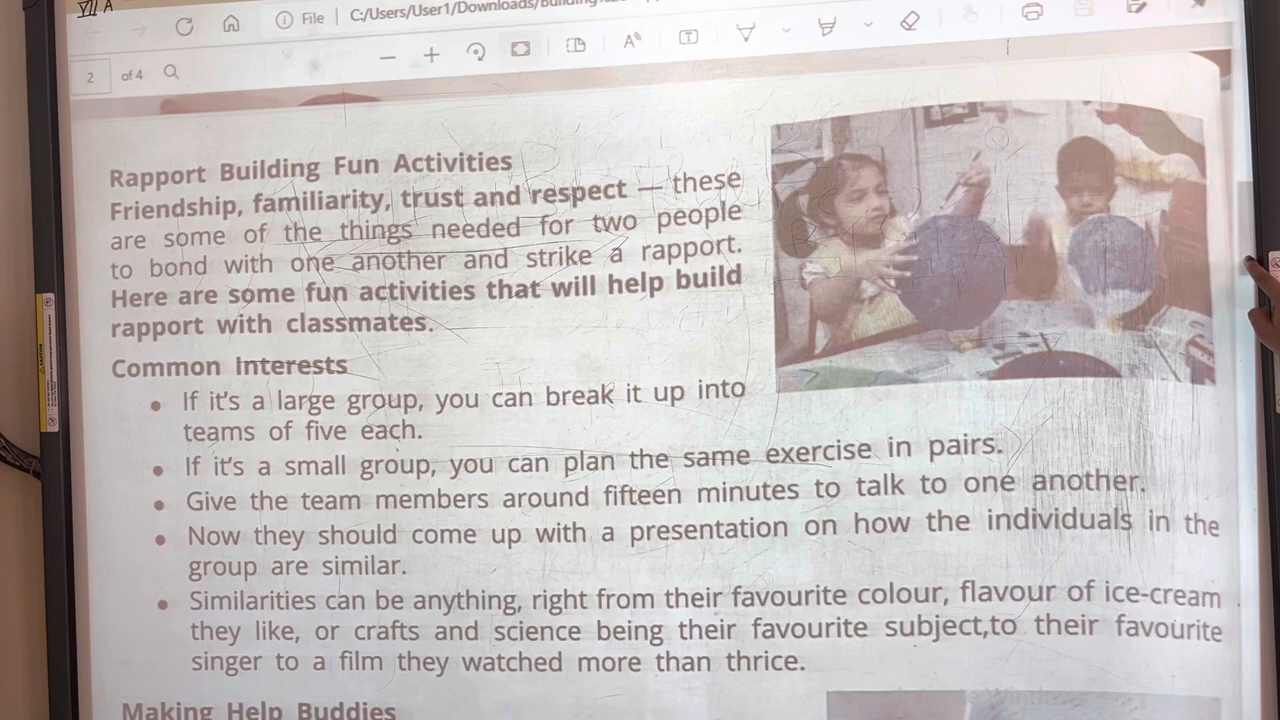 VII A
File | C:/Users/User1/Downloads/Building
2 of 4
Rapport Building Fun Activities
Friendship, familiarity, trust and respect — these
are some of the things needed for two people
to bond with one another and strike a rapport.
Here are some fun activities that will help build
rapport with classmates.
Common Interests
• If it's a large group, you can break it up into
teams of five each.
• If it's a small group, you can plan the same exercise in pairs.
• Give the team members around fifteen minutes to talk to one another.
• Now they should come up with a presentation on how the individuals in the
group are similar.
• Similarities can be anything, right from their favourite colour, flavour of ice-cream
they like, or crafts and science being their favourite subject,to their favourite
singer to a film they watched more than thrice.
Making Help Buddies